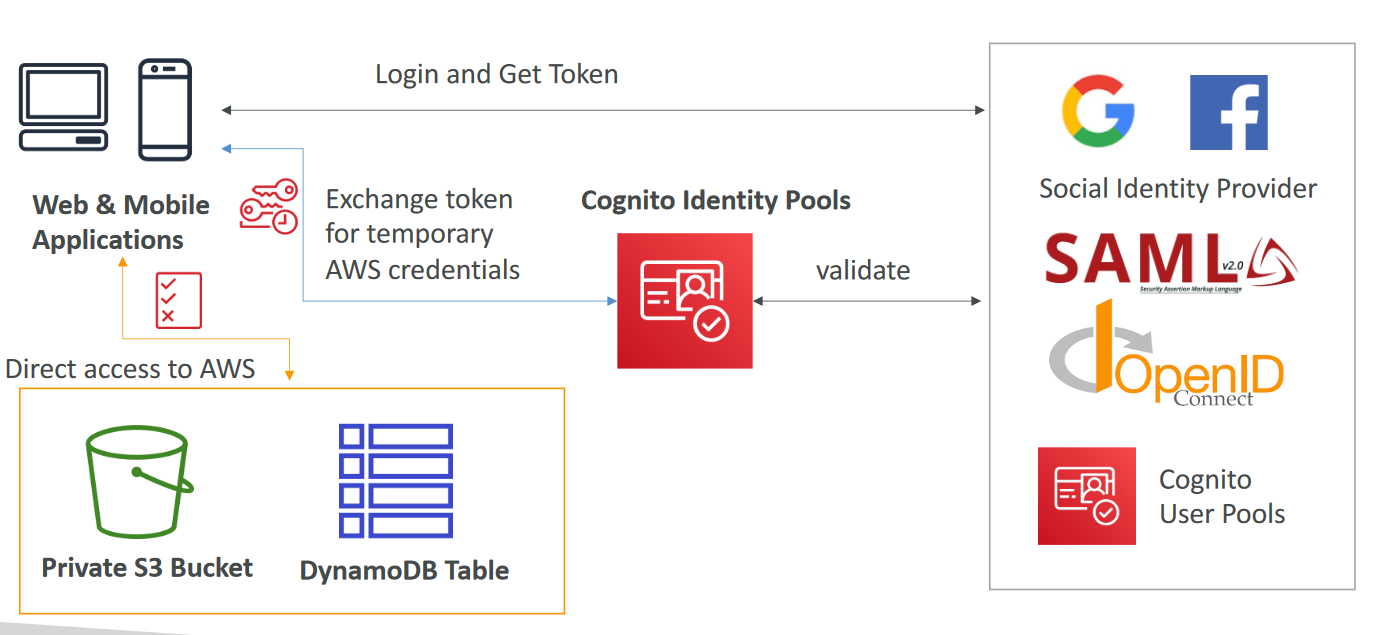 Login and Get Token
Web & Mobile
Applications
Exchange token
for temporary
AWS credentials
Cognito Identity Pools
validate
Social Identity Provider
SAML v2.0
Security Assertion Markup Language
OpenID
Connect
Cognito
User Pools
Direct access to AWS
Private S3 Bucket
DynamoDB Table